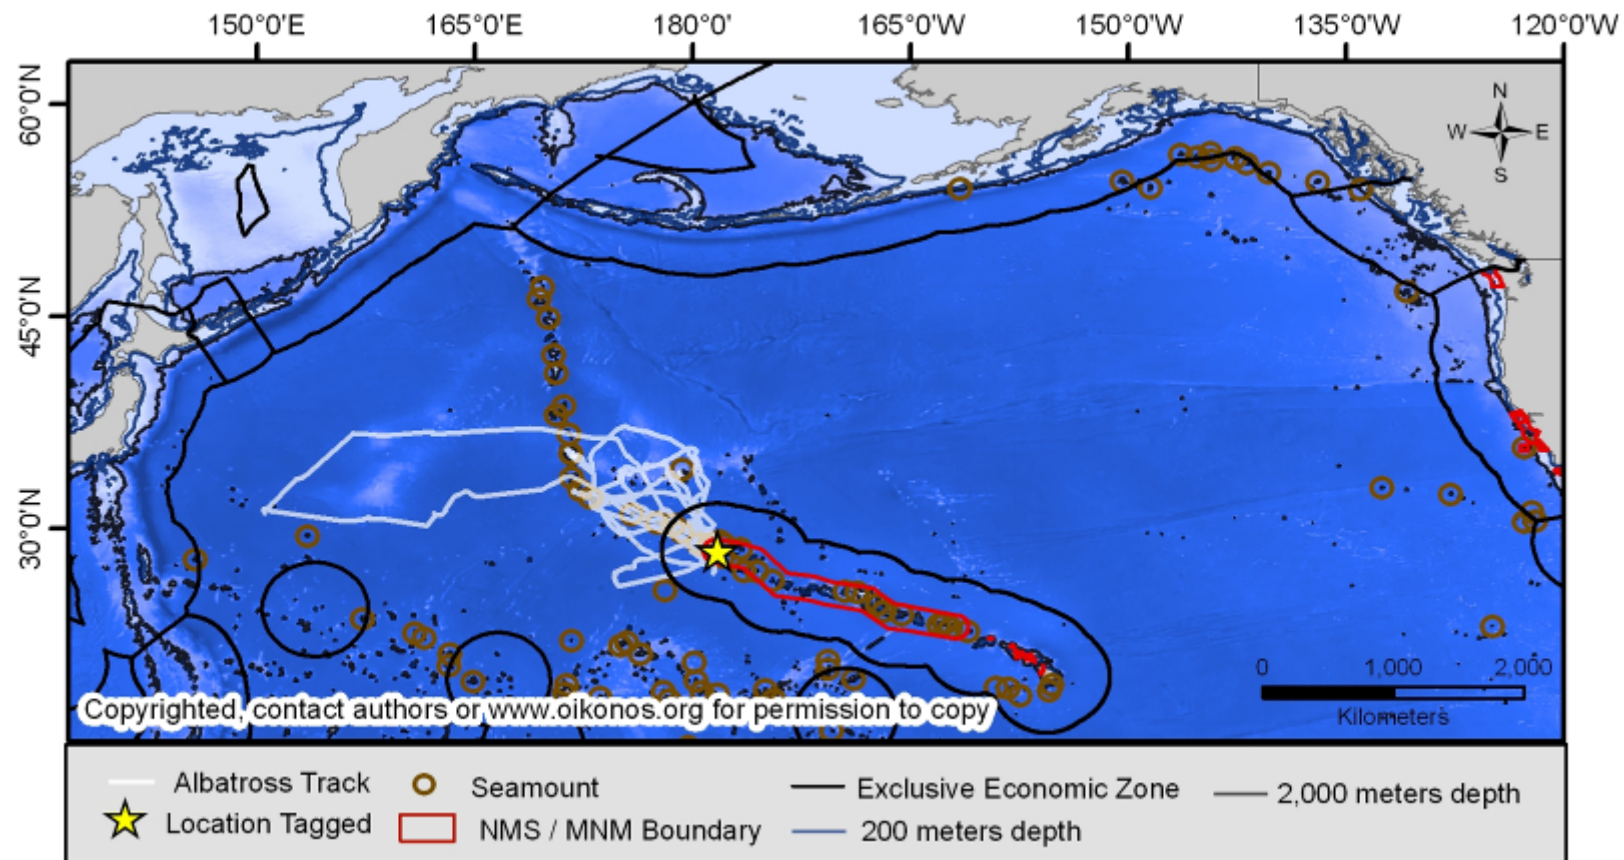 150°0'E 165°0'E 180°0' 165°0'W 150°0'W 135°0'W 120°0'W
60°0'N
N
W E
S
45°0'N
30°0'N
0 1,000 2,000
Kilometers
Copyrighted, contact authors or www.oikonos.org for permission to copy
Albatross Track Seamount Exclusive Economic Zone 2,000 meters depth
Location Tagged NMS / MNM Boundary 200 meters depth